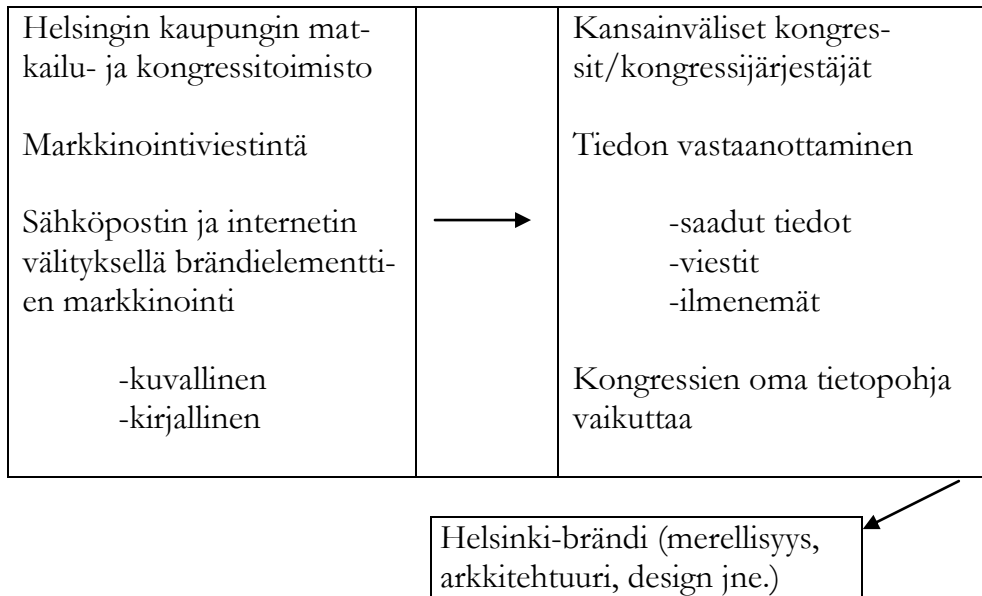 Helsingin kaupungin mat-
kailu- ja kongressitoimisto
Markkinointiviestintä
Sähköpostin ja internetin
välityksellä brändielementti-
en markkinointi
-kuvallinen
-kirjallinen
Kansainväliset kongres-
sit/kongressijärjestäjät
Tiedon vastaanottaminen
-saadut tiedot
-viestit
-ilmenemät
Kongressien oma tietopohja
vaikuttaa
Helsinki-brändi (merellisyys,
arkkitehtuuri, design jne.)